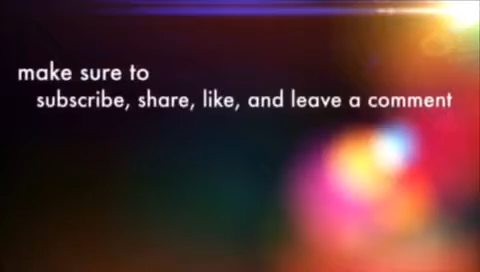 make sure to
subscribe, share, like, and leave a comment